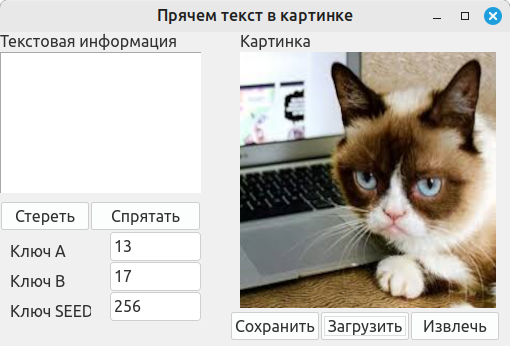 Прячем текст в картинке
Текстовая информация
Картинка
Стереть
Спрятать
Ключ A
13
Ключ B
17
Ключ SEED
256
Сохранить
Загрузить
Извлечь